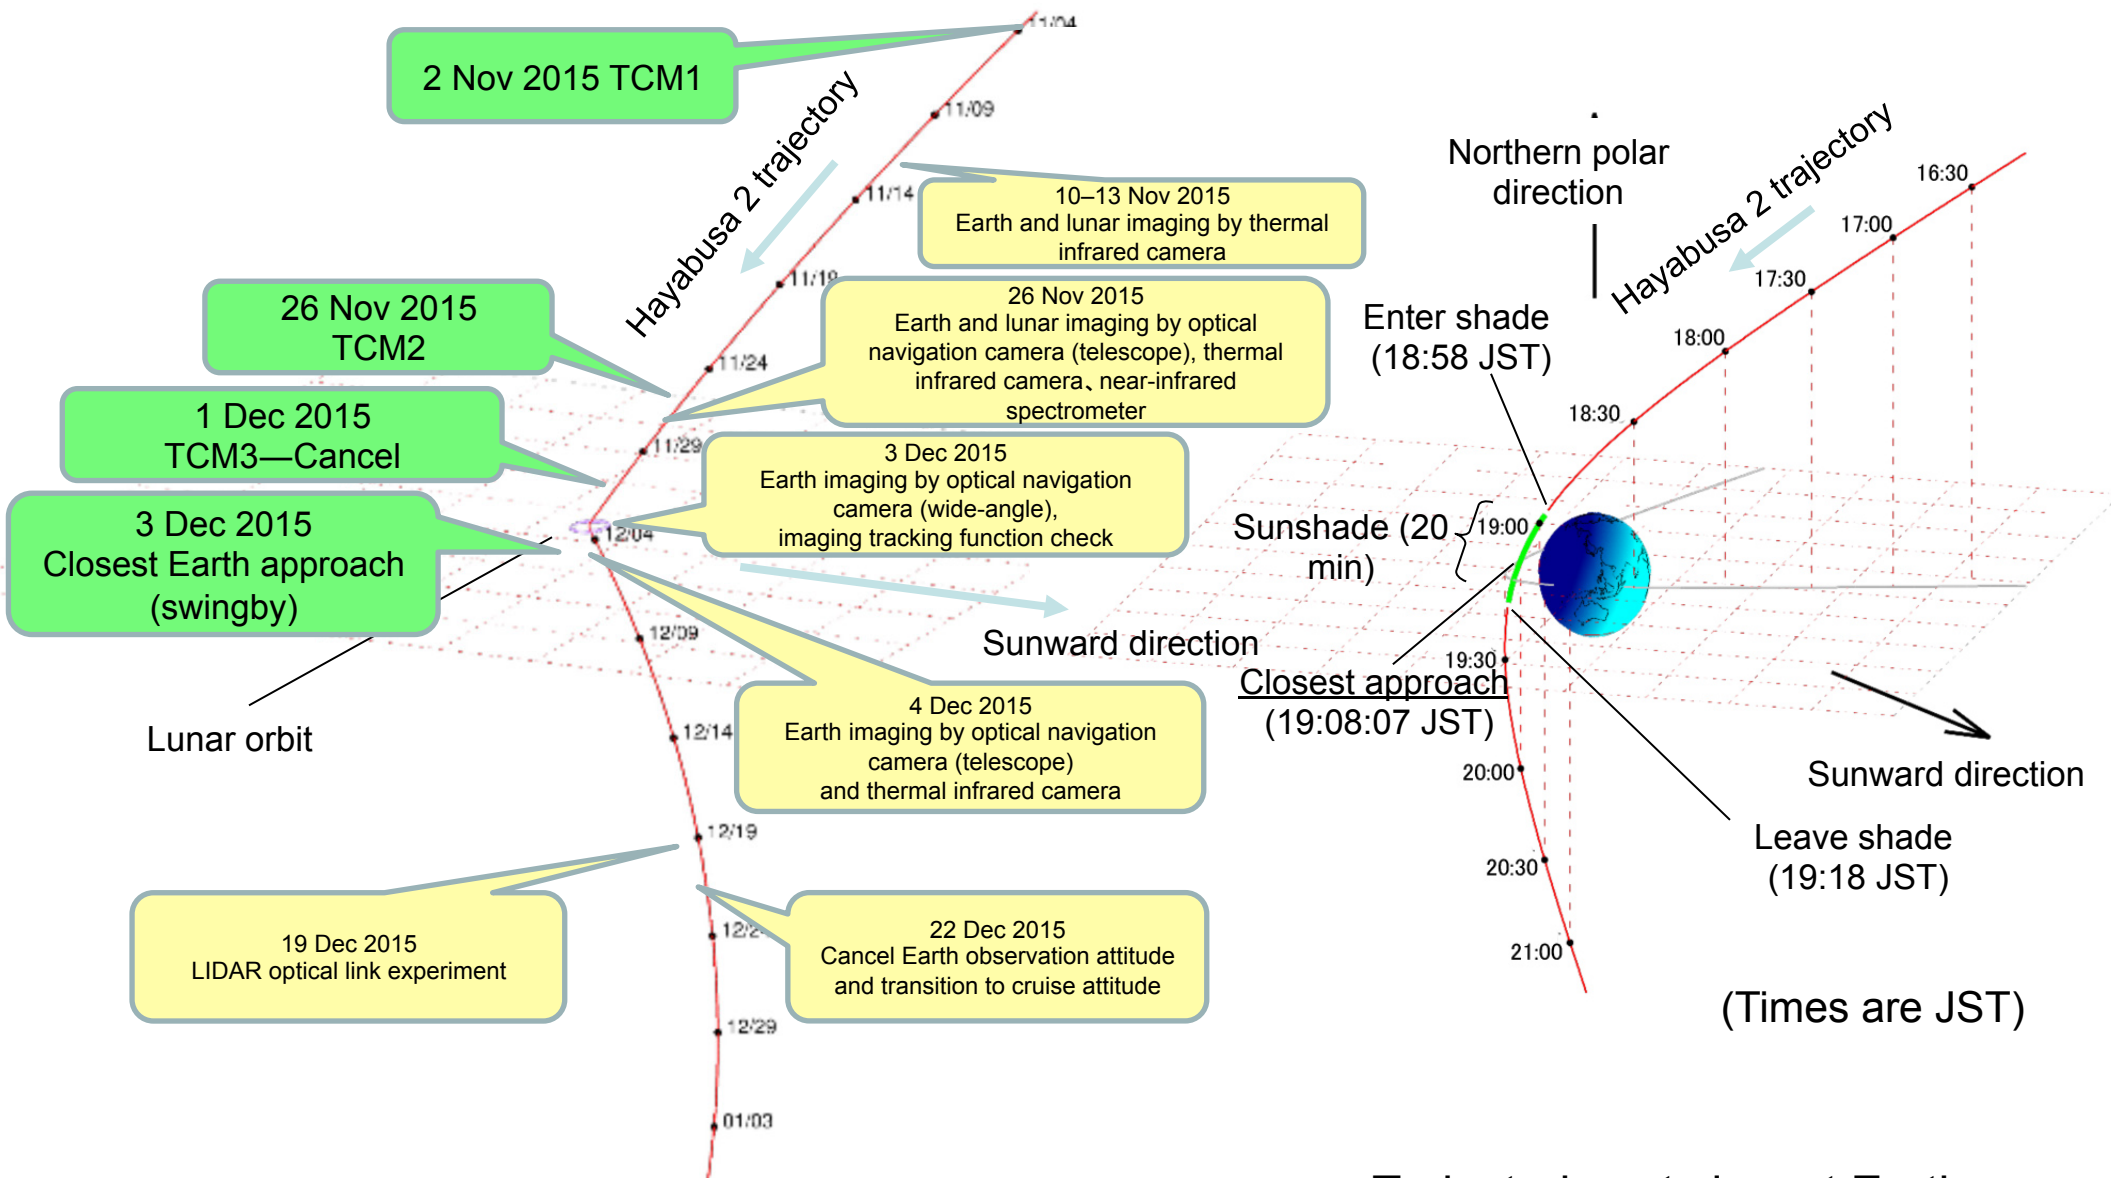 11/04
2 Nov 2015 TCM1
11/09
Hayabusa 2 trajectory
11/14
10–13 Nov 2015
Earth and lunar imaging by thermal
infrared camera
11/19
26 Nov 2015
TCM2
26 Nov 2015
Earth and lunar imaging by optical
navigation camera (telescope), thermal
infrared camera、near-infrared
spectrometer
11/24
1 Dec 2015
TCM3—Cancel
11/29
3 Dec 2015
Earth imaging by optical navigation
camera (wide-angle),
imaging tracking function check
3 Dec 2015
Closest Earth approach
(swingby)
12/04
Sunward direction
12/09
Lunar orbit
12/14
4 Dec 2015
Earth imaging by optical navigation
camera (telescope)
and thermal infrared camera
12/19
19 Dec 2015
LIDAR optical link experiment
22 Dec 2015
Cancel Earth observation attitude
and transition to cruise attitude
12/29
01/03
Northern polar
direction
Hayabusa 2 trajectory
16:30
17:00
17:30
18:00
18:30
Enter shade
(18:58 JST)
Sunshade (20
min)
19:00
19:30
Closest approach
(19:08:07 JST)
20:00
20:30
21:00
Sunward direction
Leave shade
(19:18 JST)
(Times are JST)